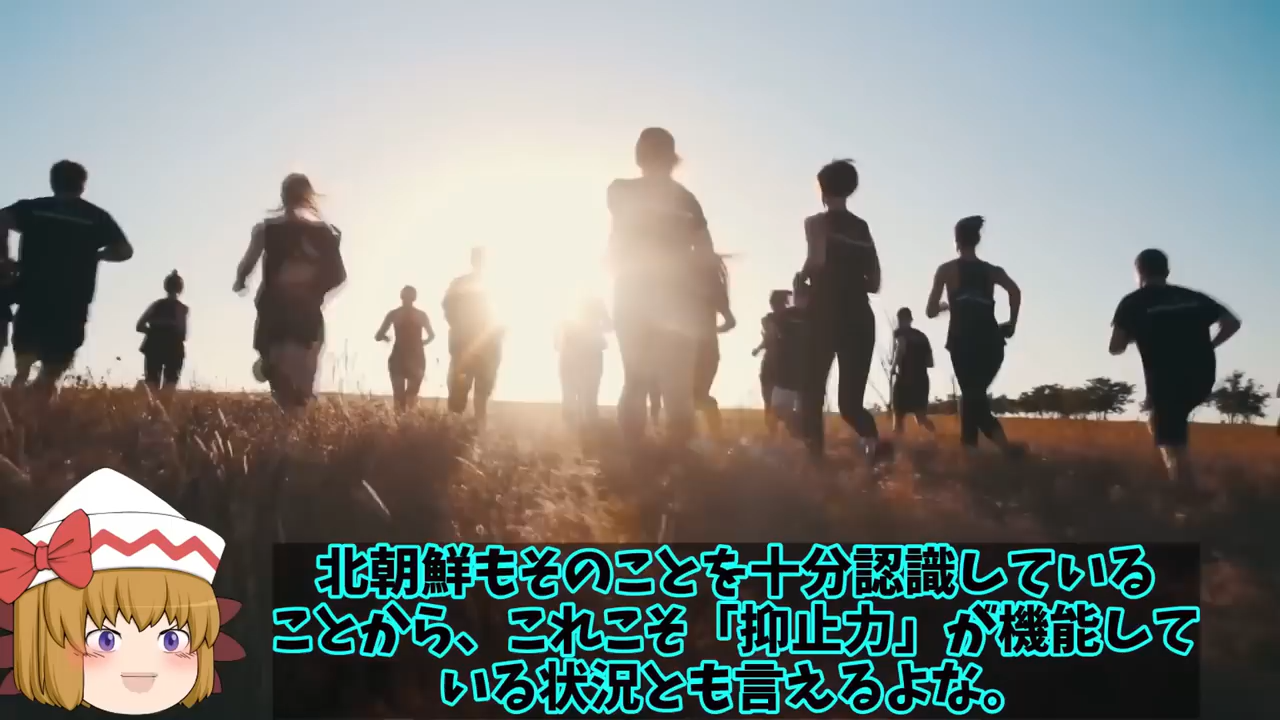 北朝鮮もそのことを十分認識している
ことから、これこそ「抑止力」が機能して
いる状況とも言えるよな。